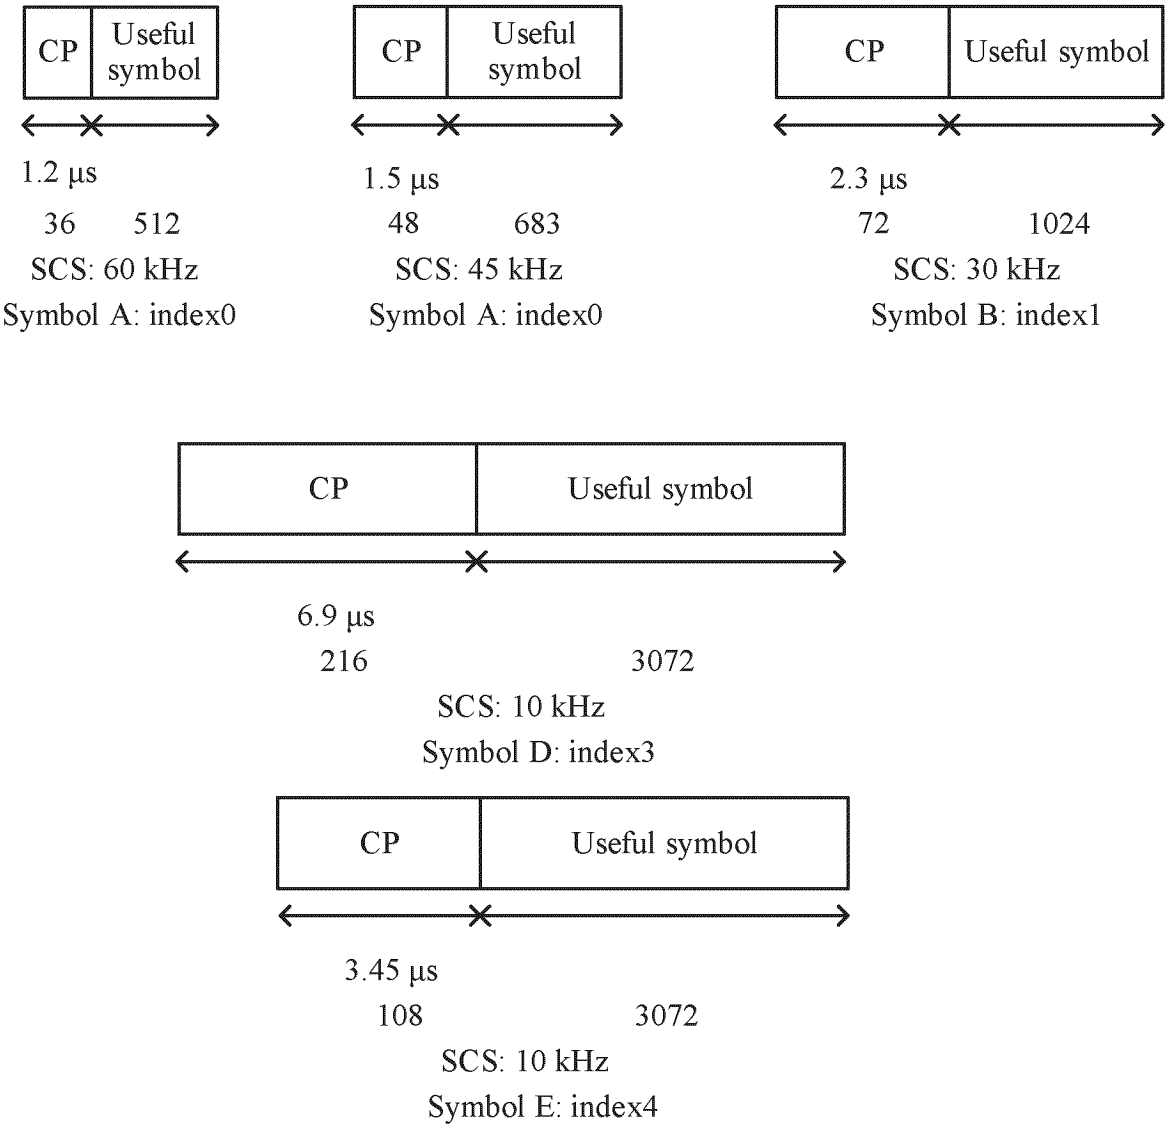 CP Useful symbol CP Useful symbol CP Useful symbol
1.2 μs 1.5 μs 2.3 μs
36 512 48 683 72 1024
SCS: 60 kHz SCS: 45 kHz SCS: 30 kHz
Symbol A: index0 Symbol A: index0 Symbol B: index1
CP Useful symbol
6.9 μs
216 3072
SCS: 10 kHz
Symbol D: index3
CP Useful symbol
3.45 μs
108 3072
SCS: 10 kHz
Symbol E: index4